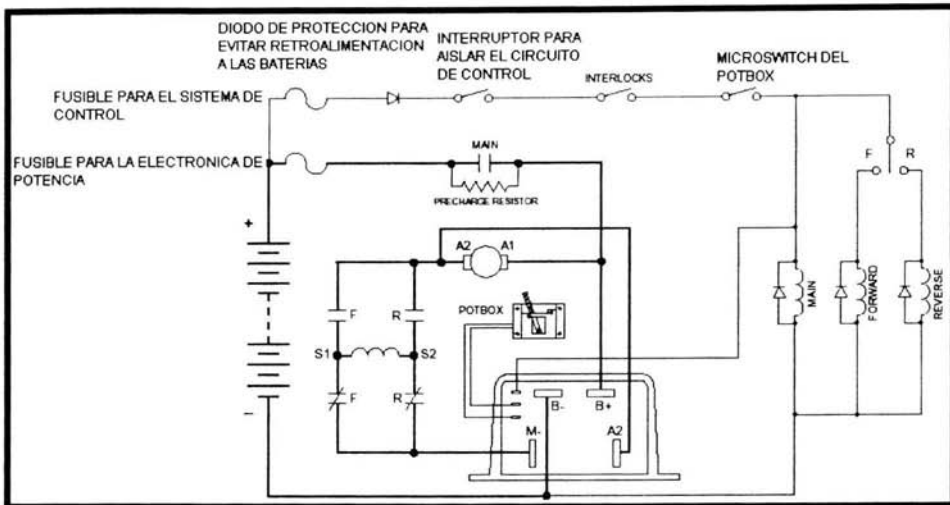 DIODO DE PROTECCION PARA
EVITAR RETROALIMENTACION
A LAS BATERIAS
INTERRUPTOR PARA
AISLAR EL CIRCUITO
DE CONTROL
INTERLOCKS
MICROSWITCH DEL
POTBOX
FUSIBLE PARA EL SISTEMA DE
CONTROL
FUSIBLE PARA LA ELECTRONICA DE
POTENCIA
MAIN
PRECHARGE RESISTOR
F R
+
A2 A1
POTBOX
F R
S1 S2
F R
MAIN
FORWARD
REVERSE
B- B+
M- A2
-